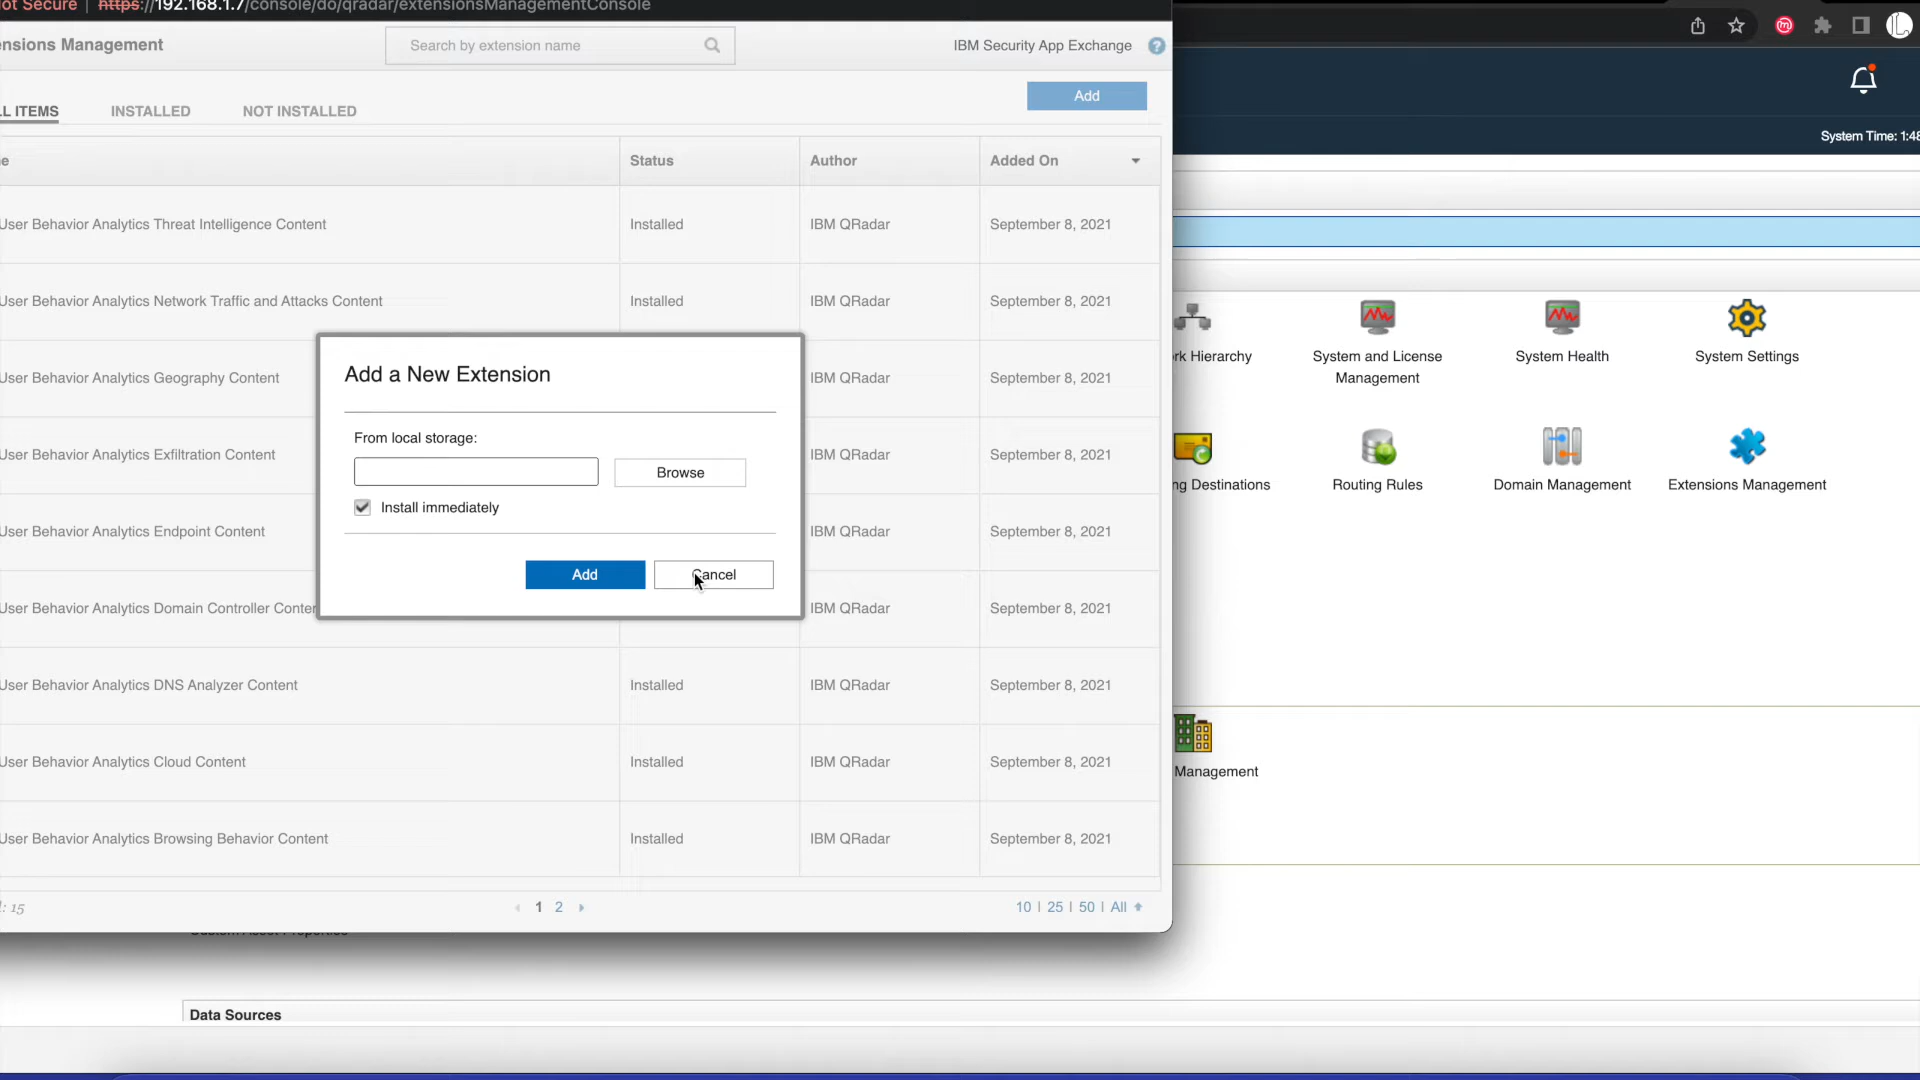 ot Secure | https://192.168.1.7/console/do/qradar/extensionsManagementConsole
ensions Management
Search by extension name
IBM Security App Exchange ?
Add
LL ITEMS INSTALLED NOT INSTALLED
e Status Author Added On
User Behavior Analytics Threat Intelligence Content Installed IBM QRadar September 8, 2021
User Behavior Analytics Network Traffic and Attacks Content Installed IBM QRadar September 8, 2021
User Behavior Analytics Geography Content IBM QRadar September 8, 2021
User Behavior Analytics Exfiltration Content IBM QRadar September 8, 2021
User Behavior Analytics Endpoint Content IBM QRadar September 8, 2021
User Behavior Analytics Domain Controller Conten IBM QRadar September 8, 2021
User Behavior Analytics DNS Analyzer Content Installed IBM QRadar September 8, 2021
User Behavior Analytics Cloud Content Installed IBM QRadar September 8, 2021
User Behavior Analytics Browsing Behavior Content Installed IBM QRadar September 8, 2021
: 15 1 2 10 | 25 | 50 | All
Add a New Extension
From local storage:
Browse
Install immediately
Add Cancel
System Time: 1:48
rk Hierarchy
System and License
Management
System Health
System Settings
ng Destinations
Routing Rules
Domain Management
Extensions Management
Management
Custom Asset Properties
Data Sources